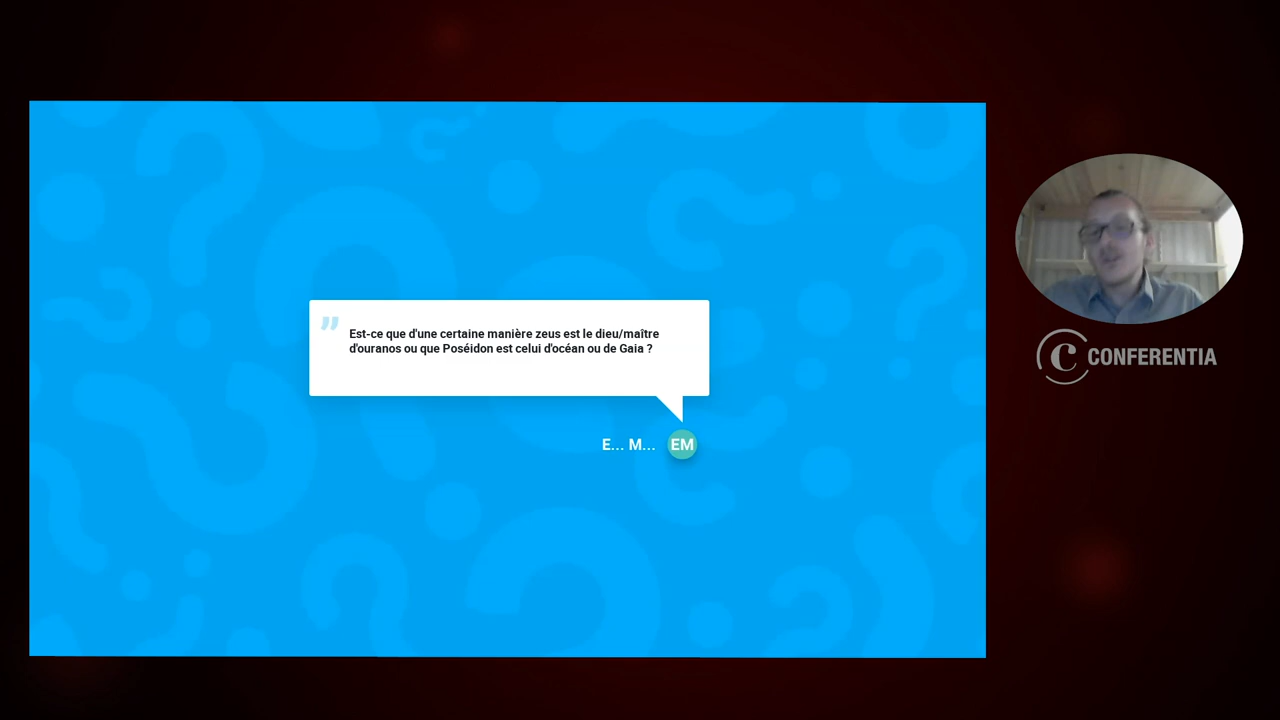 Est-ce que d'une certaine manière zeus est le dieu/maître
d'ouranos ou que Poséidon est celui d'océan ou de Gaia ?
E... M... EM
C CONFERENTIA